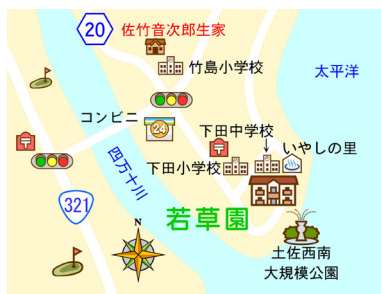 20
佐竹音次郎生家
竹島小学校
太平洋
コンビニ
24
下田中学校
いやしの里
下田小学校
四万十川
321
若草園
N
土佐西南
大規模公園